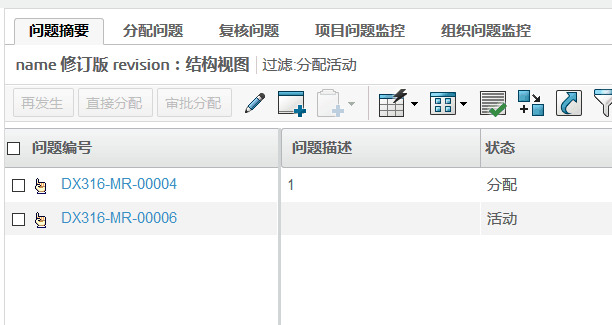 问题摘要 分配问题 复核问题 项目问题监控 组织问题监控
name 修订版 revision：结构视图 过滤:分配活动
再发生 直接分配 审批分配
问题编号 问题描述 状态
DX316-MR-00004 1 分配
DX316-MR-00006 活动